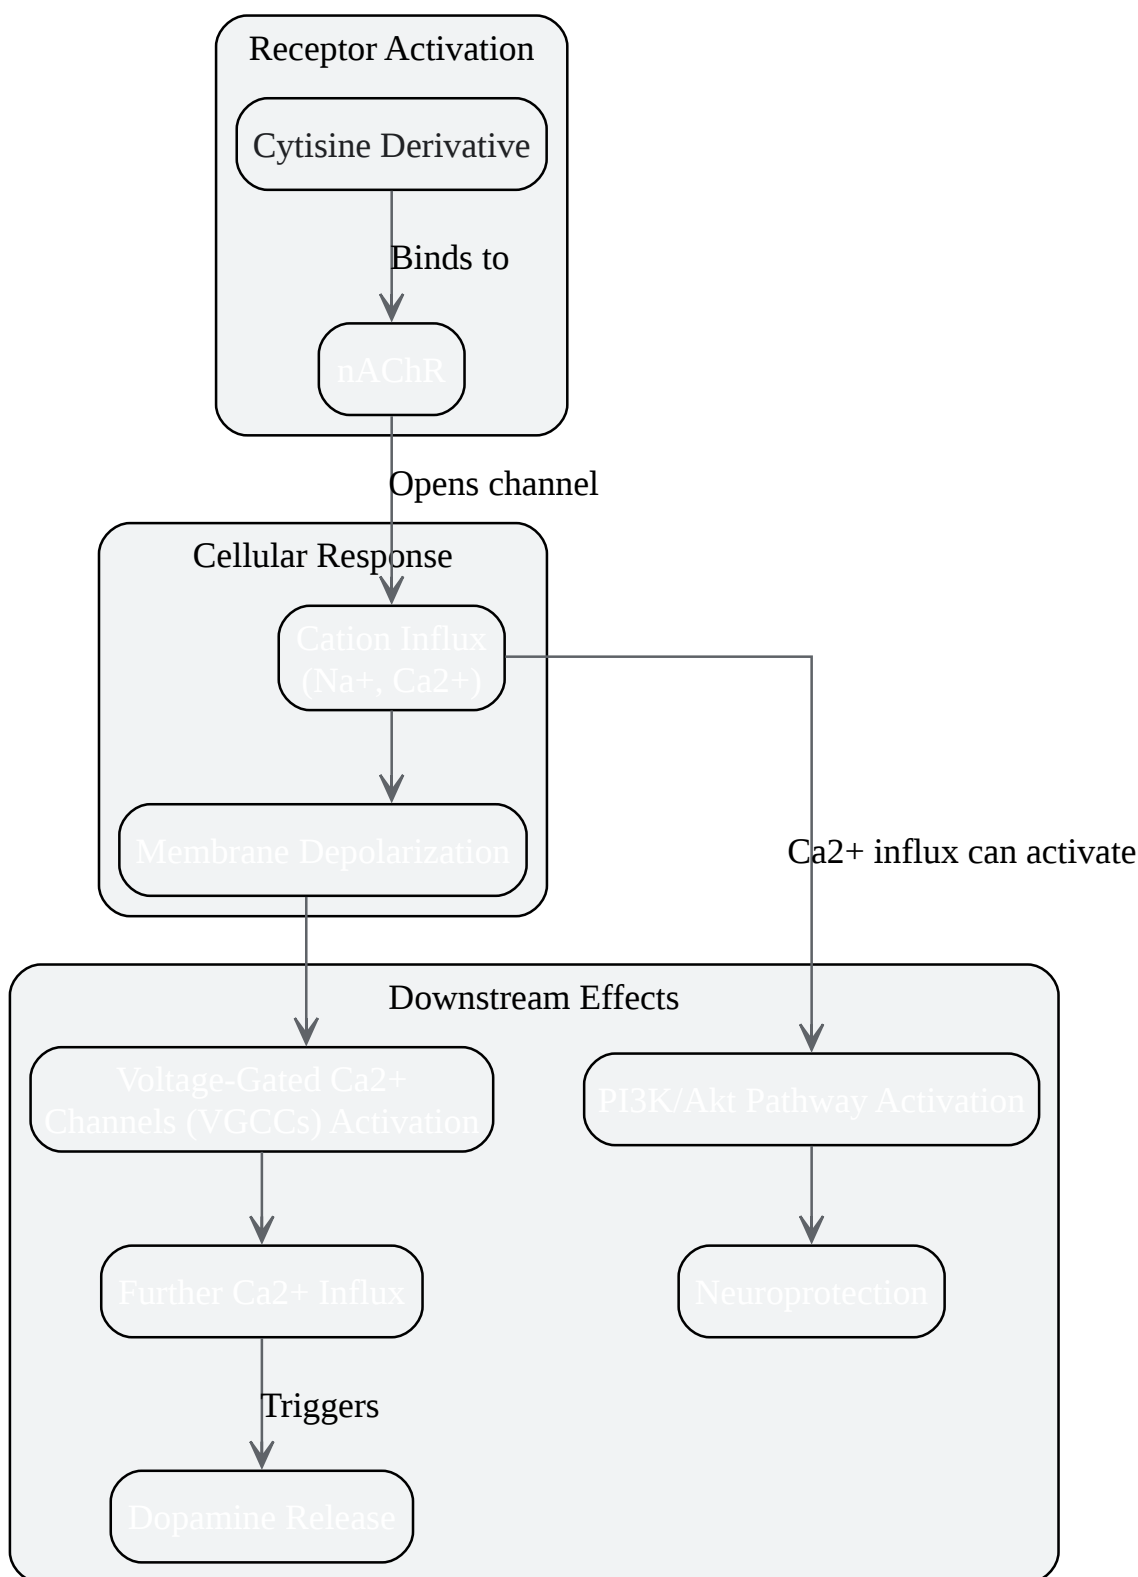 Receptor Activation
Cytisine Derivative
Binds to
nAChR
Opens channel
Cellular Response
Cation Influx
(Na+, Ca2+)
Membrane Depolarization
Ca2+ influx can activate
Downstream Effects
Voltage-Gated Ca2+
Channels (VGCCs) Activation
PI3K/Akt Pathway Activation
Further Ca2+ Influx
Neuroprotection
Triggers
Dopamine Release